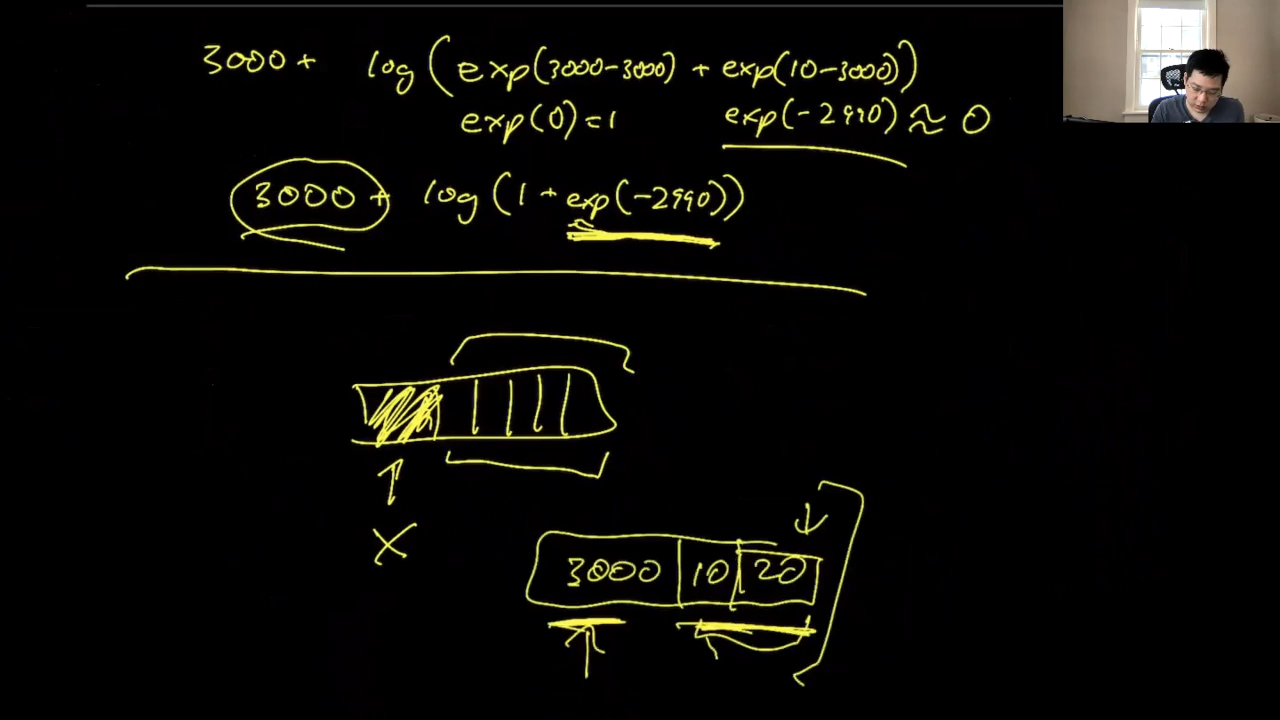 3000 + log(exp(3000-3000) + exp(10-3000))
exp(0)=1 exp(-2990) ≈ 0
3000 + log(1 + exp(-2990))
X
3000 10 20